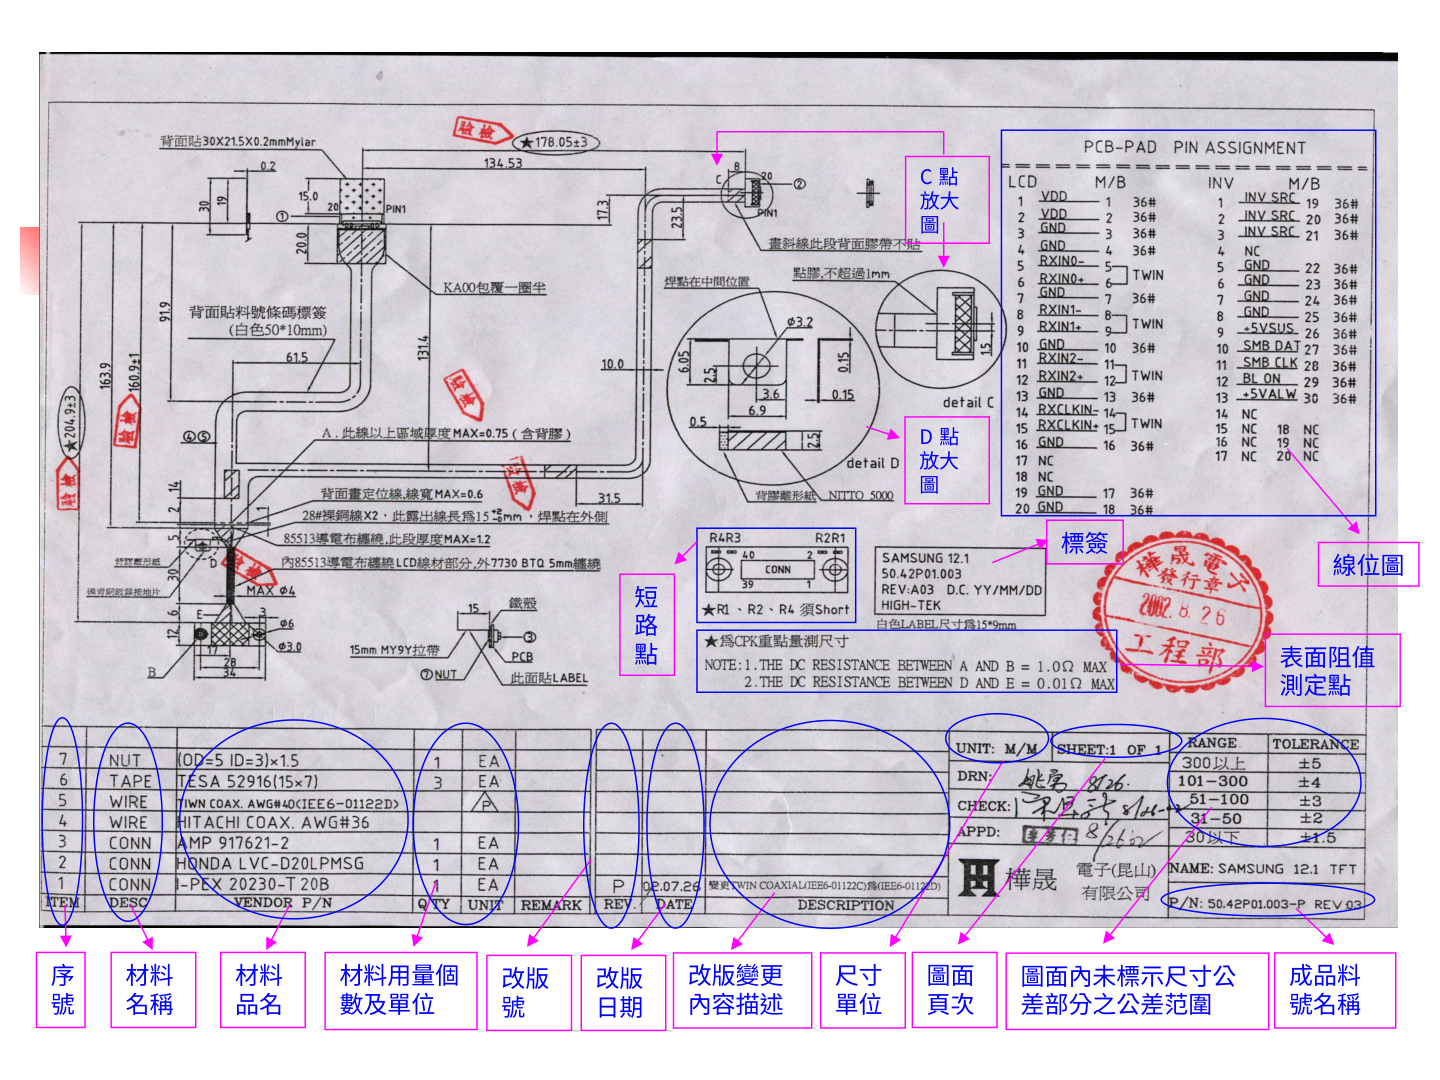 背面貼30X21.5X0.2mmMylar
驗檢
★178.05±3
134.53
0.2
15.0
20
PIN1
30
19
①
20.0
17.3
23.5
C
8
20
②
PIN1
畫斜線此段背面膠帶不貼
KA00包覆一圈半
背面貼料號條碼標簽
(白色50*10mm)
91.9
61.5
163.9
160.9±1
★204.9±3
131.4
驗檢
驗檢
驗檢
④⑤
A . 此線以上區域厚度MAX=0.75 ( 含背膠 )
背面畫定位線,線寬MAX=0.6
28#裸銅線X2 , 此露出線長為15 +2 -0 mm , 焊點在外側
85513導電布纏繞,此段厚度MAX=1.2
內85513導電布纏繞LCD線材部分,外7730 BTQ 5mm纏繞
MAX Φ4
驗檢
驗檢
14
2
1
5
30
6
12
背膠離形紙
D
E
3
Φ6
Φ3.0
17
28
34
B
31.5
10.0
焊點在中間位置
點膠,不超過1mm
Φ3.2
6.05
2.5
3.6
6.9
0.15
0.15
0.5
2.5
detail D
背膠離形紙
NITTO 5000
15
detail C
15
鐵殼
③
15mm MY9Y拉帶
PCB
⑦NUT
此面貼LABEL
C 點
放大
圖
D 點
放大
圖
PCB-PAD PIN ASSIGNMENT
LCD M/B INV M/B
1 VDD 1 36# 1 INV SRC 19 36#
2 VDD 2 36# 2 INV SRC 20 36#
3 GND 3 36# 3 INV SRC 21 36#
4 GND 4 36# 4 NC
5 RXIN0- 5 TWIN 5 GND 22 36#
6 RXIN0+ 6 6 GND 23 36#
7 GND 7 36# 7 GND 24 36#
8 RXIN1- 8 TWIN 8 GND 25 36#
9 RXIN1+ 9 9 +5VSUS 26 36#
10 GND 10 36# 10 SMB DAT 27 36#
11 RXIN2- 11 TWIN 11 SMB CLK 28 36#
12 RXIN2+ 12 12 BL ON 29 36#
13 GND 13 36# 13 +5VALW 30 36#
14 RXCLKIN- 14 TWIN 14 NC
15 RXCLKIN+ 15 15 NC 18 NC
16 GND 16 36# 16 NC 19 NC
17 NC 17 NC 20 NC
18 NC
19 GND 17 36#
20 GND 18 36#
R4R3 R2R1
40 2
CONN
39 1
★R1 、R2 、R4 須Short
短
路
點
SAMSUNG 12.1
50.42P01.003
REV:A03 D.C. YY/MM/DD
HIGH-TEK
白色LABEL尺寸為15*9mm
標簽
線位圖
樺晟電子
發行章
2002. 8. 26
工程部
★為CPK重點量測尺寸
NOTE:1.THE DC RESISTANCE BETWEEN A AND B = 1.0Ω MAX
2.THE DC RESISTANCE BETWEEN D AND E = 0.01Ω MAX
表面阻值
測定點
7 NUT (OD=5 ID=3)×1.5 1 EA
6 TAPE TESA 52916(15×7) 3 EA
5 WIRE TIWN COAX. AWG#40(IEE6-01122D) P
4 WIRE HITACHI COAX. AWG#36
3 CONN AMP 917621-2 1 EA
2 CONN HONDA LVC-D20LPMSG 1 EA
1 CONN I-PEX 20230-T 20B 1 EA
P 02.07.26 變更TWIN COAXIAL(IEE6-01122C)為(IEE6-01122D)
ITEM DESC VENDOR P/N Q'TY UNIT REMARK REV. DATE DESCRIPTION
UNIT: M/M SHEET:1 OF 1
DRN: 8/26.
CHECK:
APPD:
樺晟 電子(昆山)
有限公司
RANGE TOLERANCE
300以上 ±5
101-300 ±4
51-100 ±3
31-50 ±2
30以下 ±1.5
NAME: SAMSUNG 12.1 TFT
P/N: 50.42P01.003-P REV:03
序
號
材料
名稱
材料
品名
材料用量個
數及單位
改版
號
改版
日期
改版變更
內容描述
尺寸
單位
圖面
頁次
圖面內未標示尺寸公
差部分之公差范圍
成品料
號名稱